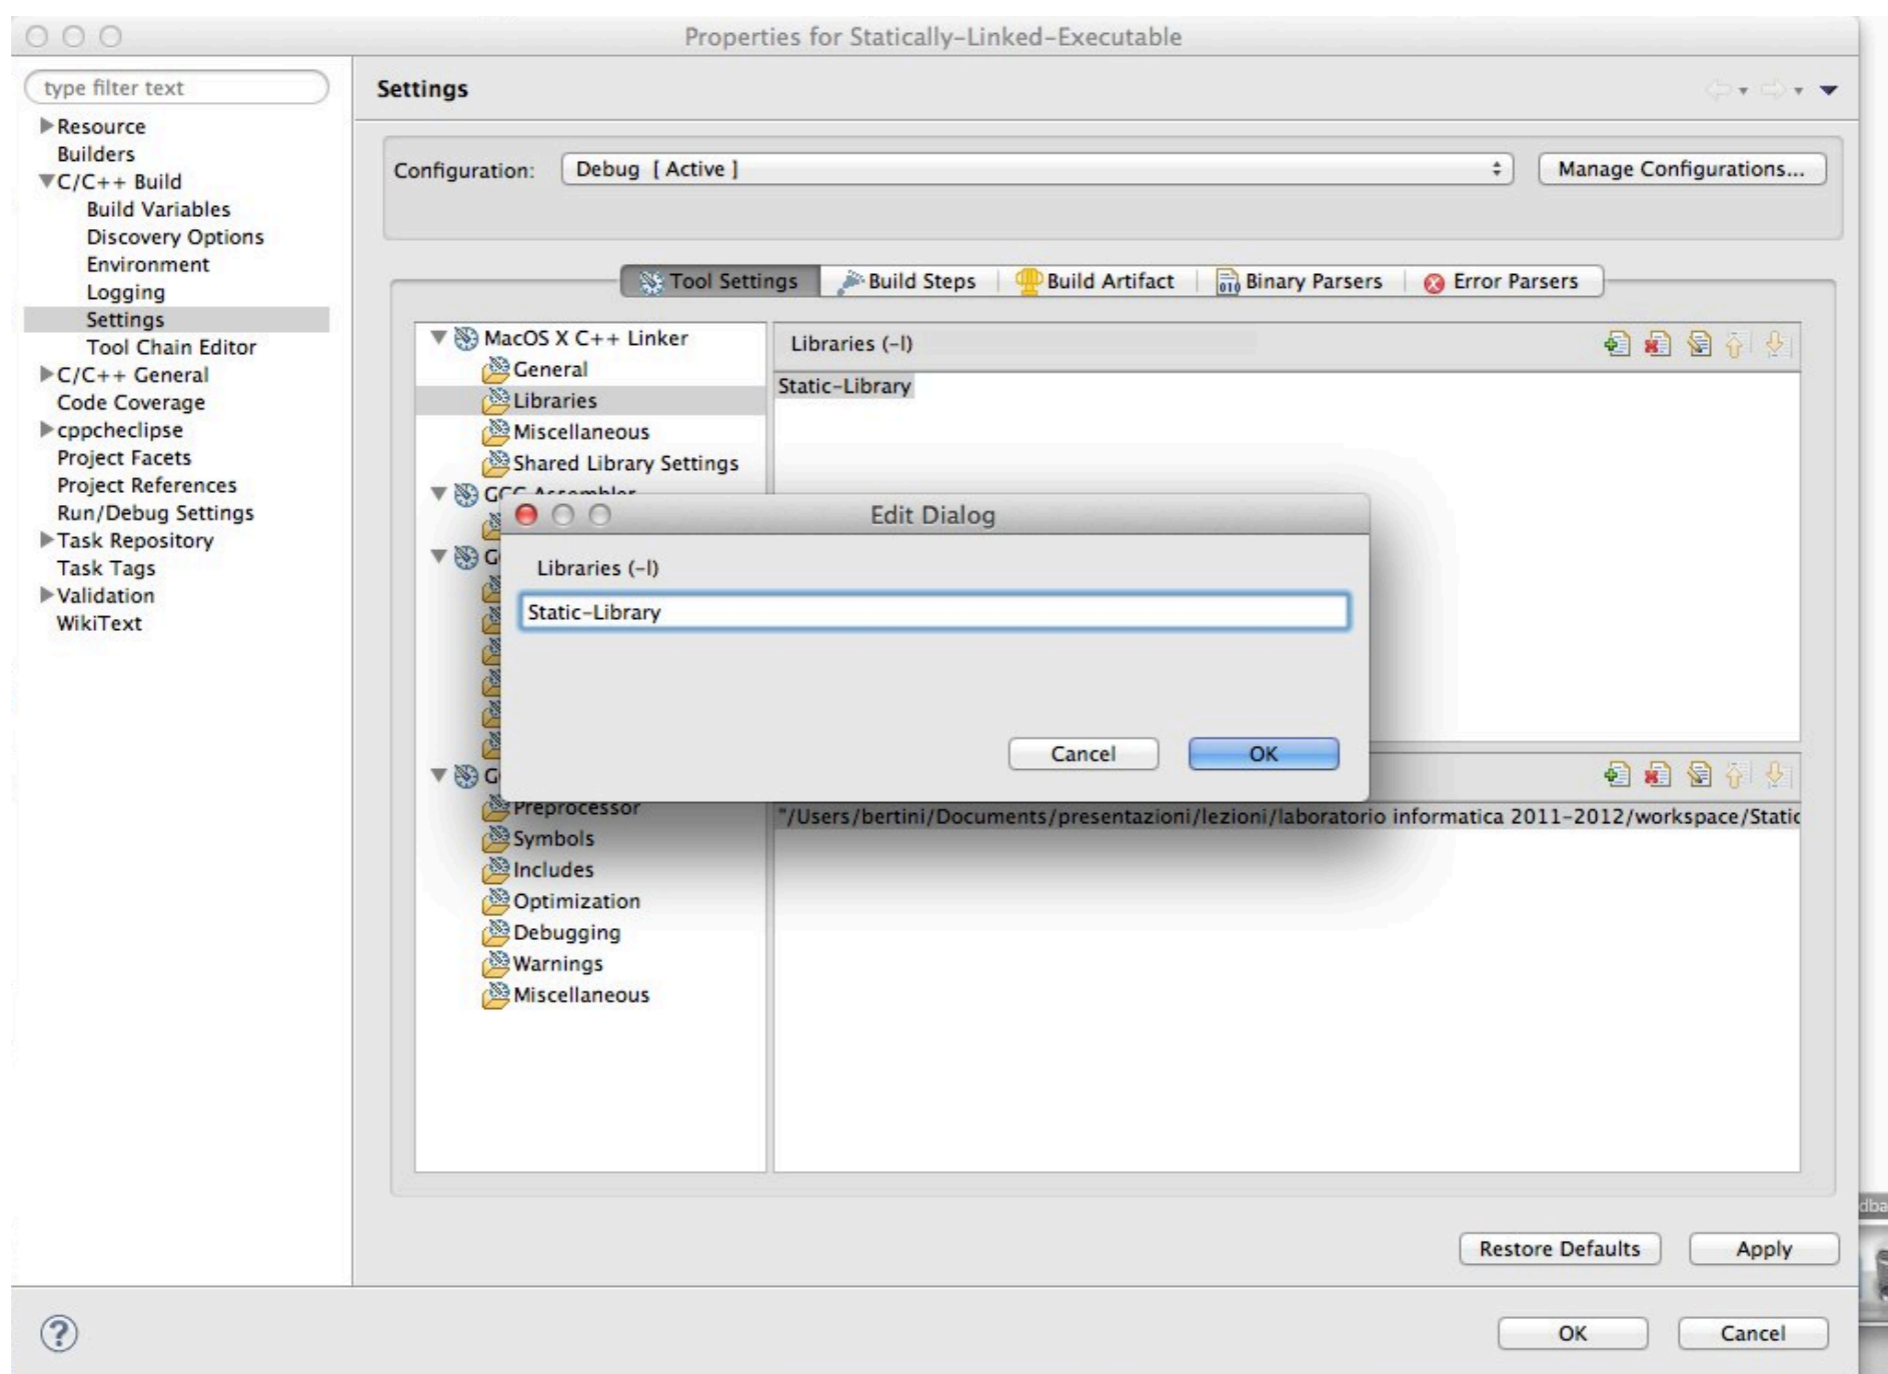 Properties for Statically-Linked-Executable
type filter text
Resource
Builders
C/C++ Build
Build Variables
Discovery Options
Environment
Logging
Settings
Tool Chain Editor
C/C++ General
Code Coverage
cppcheclipse
Project Facets
Project References
Run/Debug Settings
Task Repository
Task Tags
Validation
WikiText
Settings
Configuration: Debug [ Active ] Manage Configurations...
Tool Settings Build Steps Build Artifact Binary Parsers Error Parsers
MacOS X C++ Linker
General
Libraries
Miscellaneous
Shared Library Settings
GCC Assembler
Preprocessor
Symbols
Includes
Optimization
Debugging
Warnings
Miscellaneous
Libraries (-l)
Static-Library
Edit Dialog
Libraries (-l)
Static-Library
Cancel OK
"/Users/bertini/Documents/presentazioni/lezioni/laboratorio informatica 2011-2012/workspace/Static
Restore Defaults Apply
OK Cancel